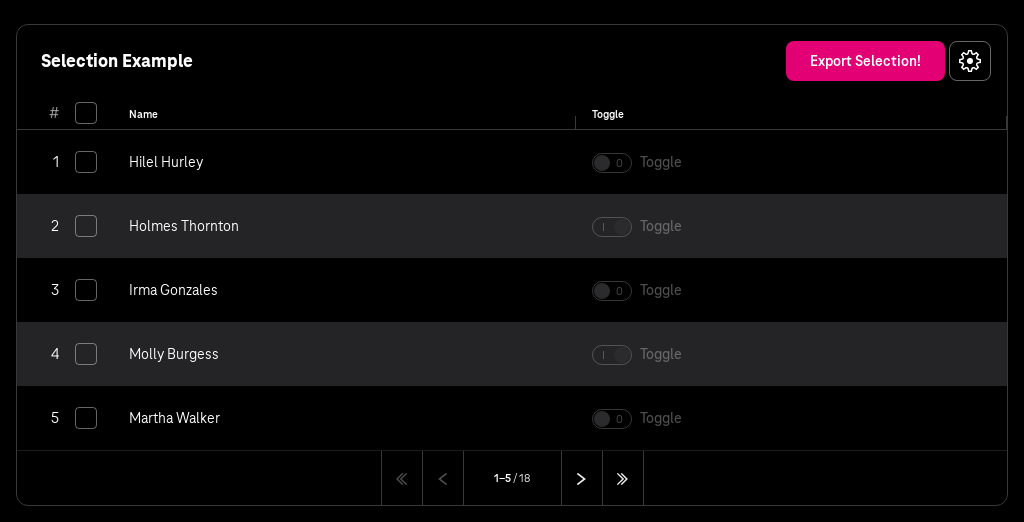 Selection Example
Export Selection!
# Name Toggle
1 Hilel Hurley 0 Toggle
2 Holmes Thornton I Toggle
3 Irma Gonzales 0 Toggle
4 Molly Burgess I Toggle
5 Martha Walker 0 Toggle
1–5 / 18